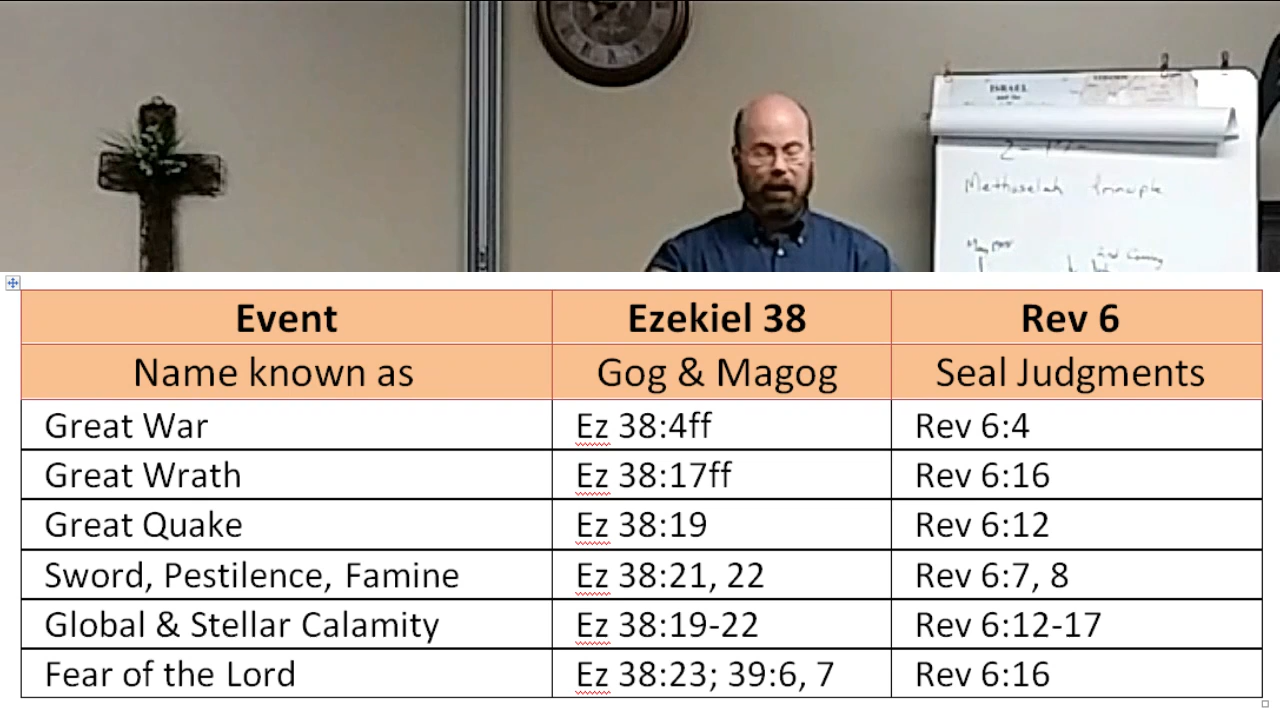 ISRAEL
Methuselah Principle
Event Ezekiel 38 Rev 6
Name known as Gog & Magog Seal Judgments
Great War Ez 38:4ff Rev 6:4
Great Wrath Ez 38:17ff Rev 6:16
Great Quake Ez 38:19 Rev 6:12
Sword, Pestilence, Famine Ez 38:21, 22 Rev 6:7, 8
Global & Stellar Calamity Ez 38:19-22 Rev 6:12-17
Fear of the Lord Ez 38:23; 39:6, 7 Rev 6:16